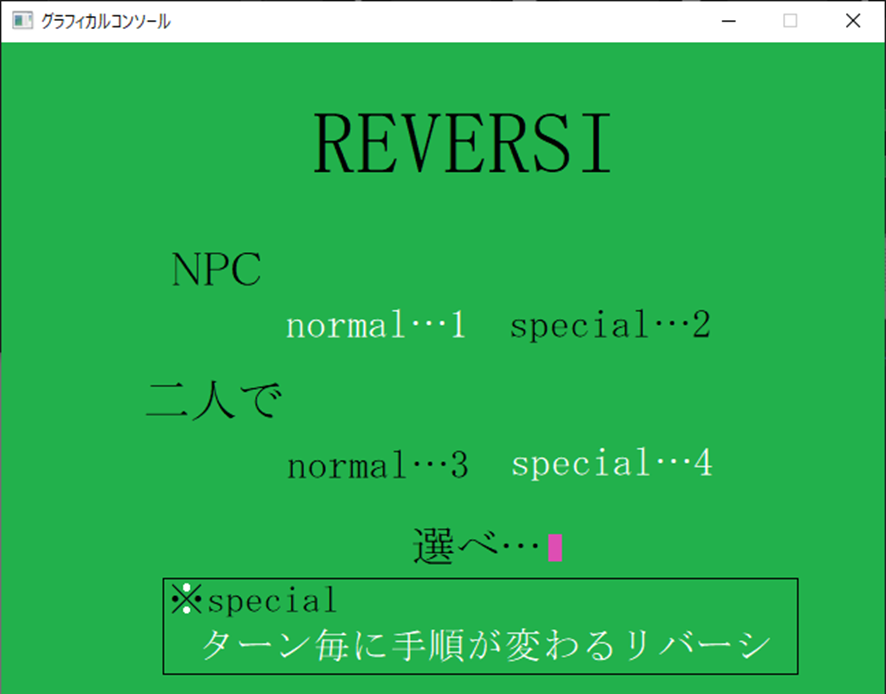 グラフィカルコンソール
REVERSI
NPC
normal…1 special…2
二人で
normal…3 special…4
選べ…
※special
ターン毎に手順が変わるリバーシ